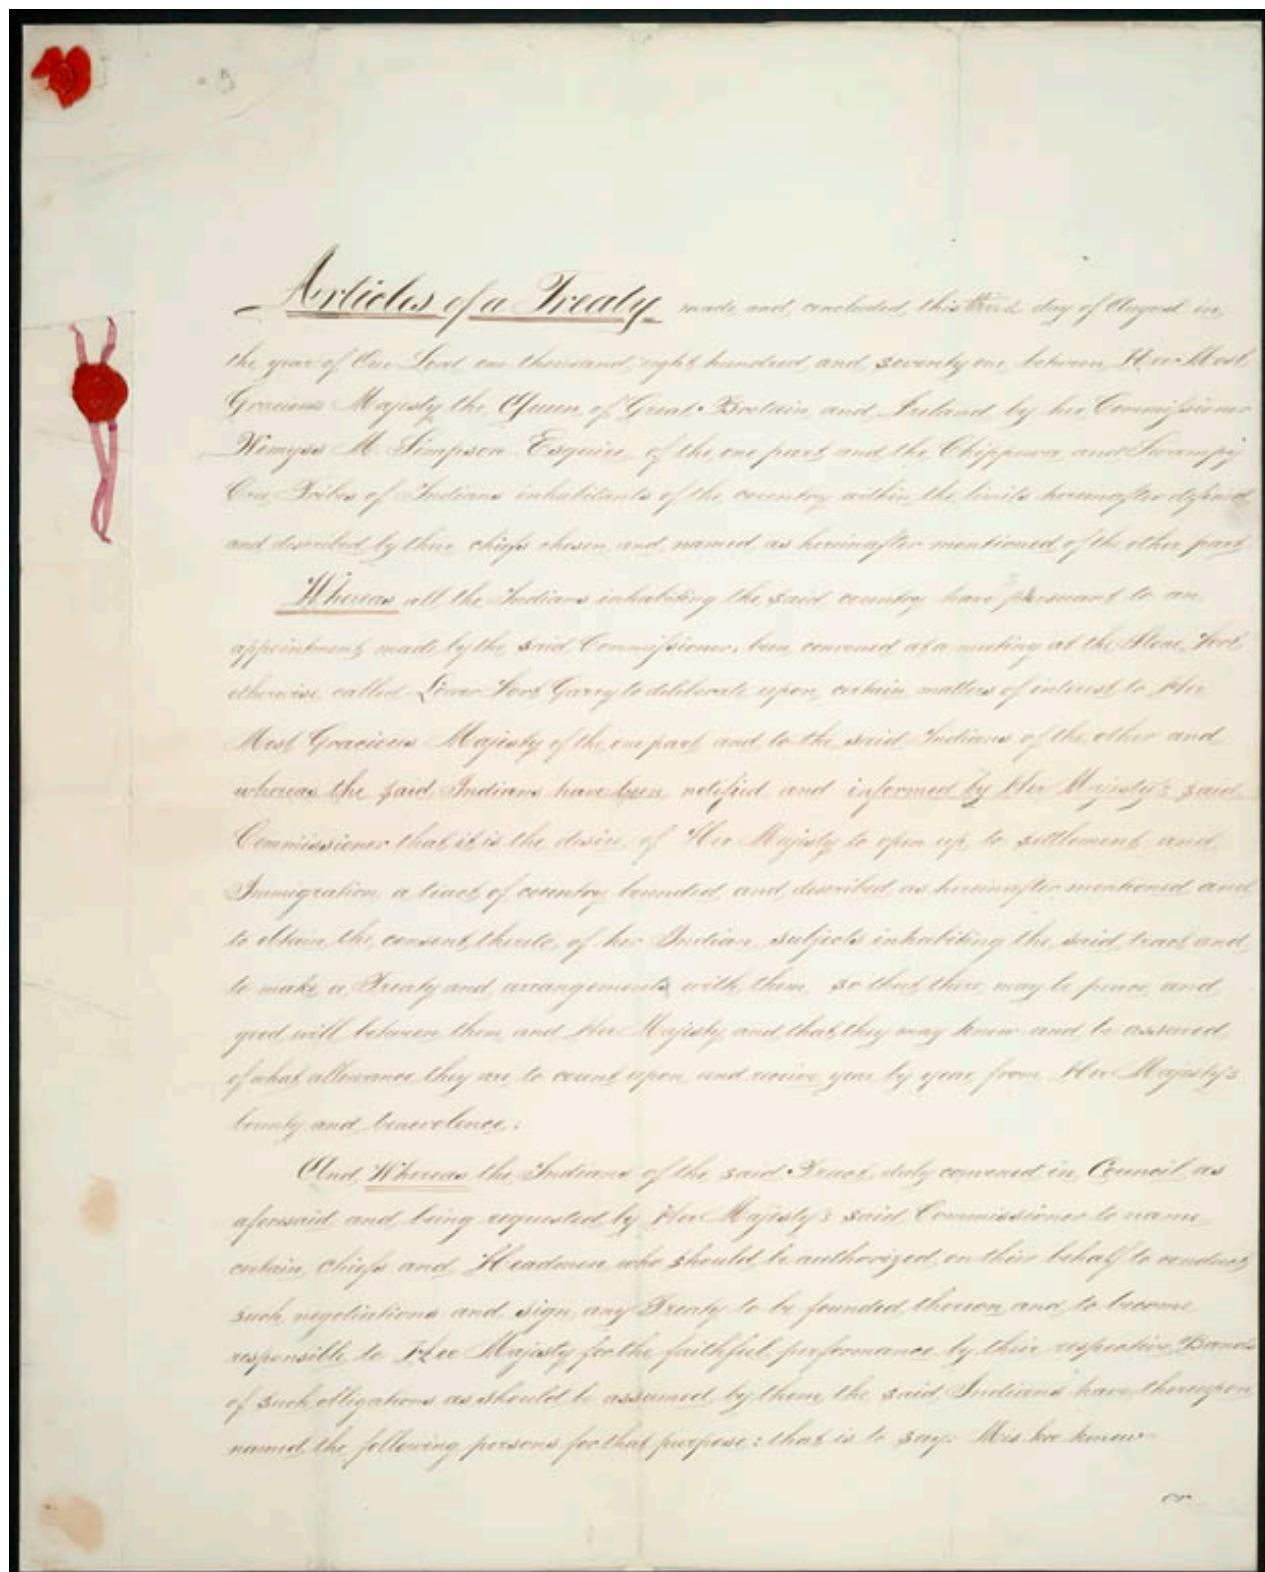 Articles of a Treaty made and concluded this third day of August in
the year of Our Lord one thousand eight hundred and seventy one between Her Most
Gracious Majesty the Queen of Great Britain and Ireland by her Commissioner
Wemyss M. Simpson Esquire of the one part and the Chippewa and Swampy
Cree Tribes of Indians inhabitants of the country within the limits hereinafter defined
and described by their chiefs chosen and named as hereinafter mentioned of the other part
Whereas all the Indians inhabiting the said country have pursuant to an
appointment made by the said Commissioner, been convened at a meeting at the Stone Fort
otherwise called Lower Fort Garry to deliberate upon certain matters of interest to Her
Most Gracious Majesty of the one part and to the said Indians of the other and
whereas the said Indians have been notified and informed by Her Majesty's said
Commissioner that it is the desire of Her Majesty to open up to settlement and
Immigration a tract of country bounded and described as hereinafter mentioned and
to obtain the consent thereto of her Indian subjects inhabiting the said tract and
to make a Treaty and arrangements with them so that there may be peace and
good will between them and Her Majesty and that they may know and be assured
of what allowance they are to count upon and receive year by year from Her Majesty's
bounty and benevolence;
And Whereas the Indians of the said Tract duly convened in Council as
aforesaid and being requested by Her Majesty's said Commissioner to name
certain chiefs and Headmen who should be authorized on their behalf to conduct
such negotiations and sign any Treaty to be founded thereon and to become
responsible to Her Majesty for the faithful performance by their respective Bands
of such obligations as should be assumed by them the said Indians have thereupon
named the following persons for that purpose: that is to say: Mis-koo-kenew
or